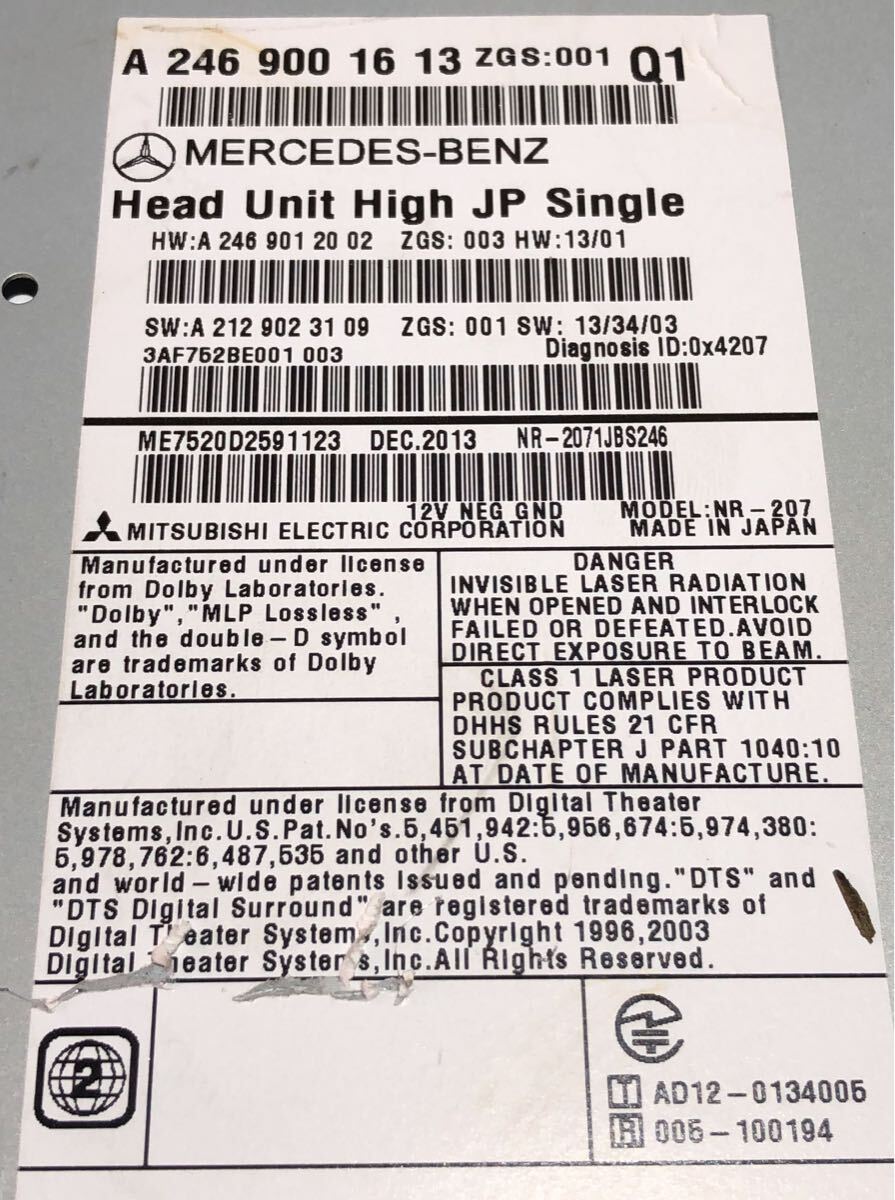 A 246 900 16 13 ZGS:001 Q1
MERCEDES-BENZ
Head Unit High JP Single
HW:A 246 901 20 02 ZGS: 003 HW:13/01
SW:A 212 902 31 09 ZGS: 001 SW: 13/34/03
3AF752BE001 003 Diagnosis ID:0x4207
ME7520D2591123 DEC.2013 NR-2071JBS246
12V NEG GND MODEL:NR-207
MITSUBISHI ELECTRIC CORPORATION MADE IN JAPAN
Manufactured under license
from Dolby Laboratories.
"Dolby","MLP Lossless",
and the double-D symbol
are trademarks of Dolby
Laboratories.
DANGER
INVISIBLE LASER RADIATION
WHEN OPENED AND INTERLOCK
FAILED OR DEFEATED.AVOID
DIRECT EXPOSURE TO BEAM.
CLASS 1 LASER PRODUCT
PRODUCT COMPLIES WITH
DHHS RULES 21 CFR
SUBCHAPTER J PART 1040:10
AT DATE OF MANUFACTURE.
Manufactured under license from Digital Theater
Systems,Inc.U.S.Pat.No's.5,451,942:5,956,674:5,974,380:
5,978,762:6,487,535 and other U.S.
and world-wide patents issued and pending."DTS" and
"DTS Digital Surround" are registered trademarks of
Digital Theater Systems,Inc.Copyright 1996,2003
Digital Theater Systems,Inc.All Rights Reserved.
2
T AD12-0134005
R 005-100194